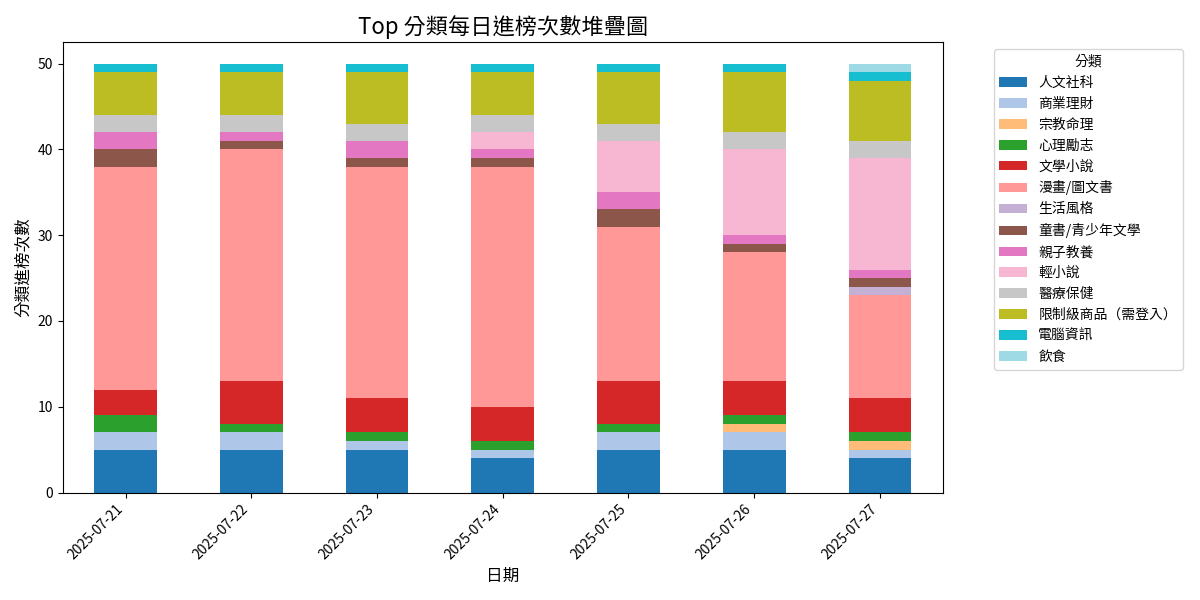 Top 分類每日進榜次數堆疊圖
分類進榜次數
50
40
30
20
10
0
2025-07-21
2025-07-22
2025-07-23
2025-07-24
2025-07-25
2025-07-26
2025-07-27
日期
分類
人文社科
商業理財
宗教命理
心理勵志
文學小說
漫畫/圖文書
生活風格
童書/青少年文學
親子教養
輕小說
醫療保健
限制級商品（需登入）
電腦資訊
飲食